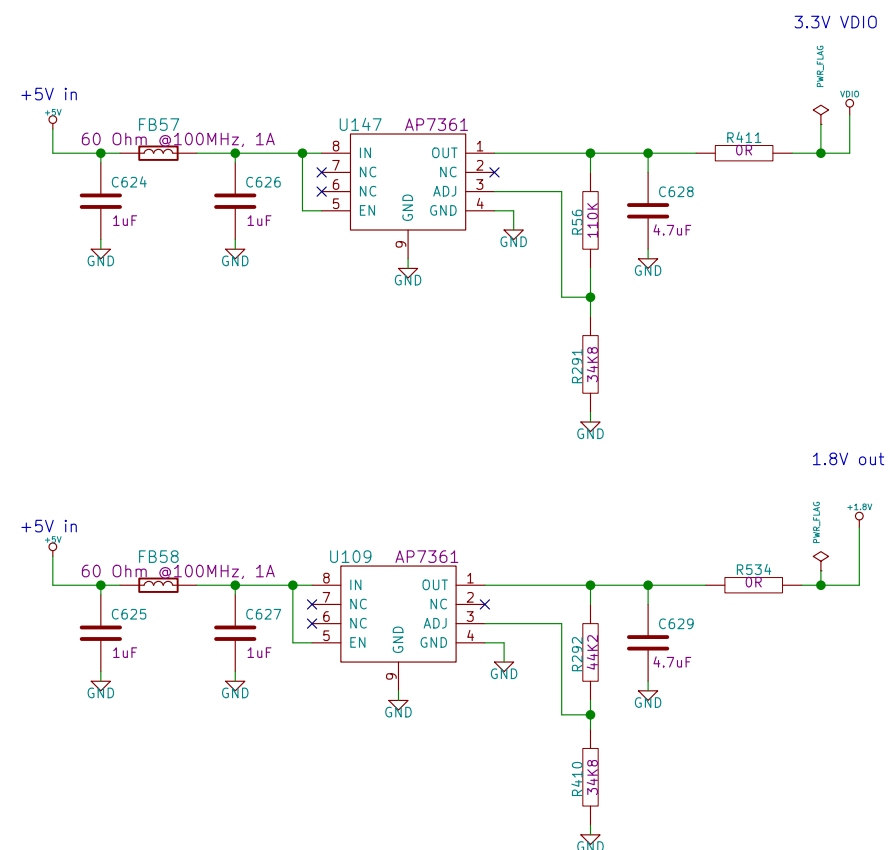 3.3V VDIO
PWR_FLAG
VDIO
+5V in
+5V
FB57
60 Ohm @100MHz, 1A
U147 AP7361
R411
0R
8 IN OUT 1
7 NC NC 2
6 NC ADJ 3
5 EN GND 4
GND
9
C624
1uF
C626
1uF
R56
110K
C628
4.7uF
GND
GND
GND
GND
GND
R291
34K8
GND
1.8V out
PWR_FLAG
+1.8V
+5V in
+5V
FB58
60 Ohm @100MHz, 1A
U109 AP7361
R534
0R
8 IN OUT 1
7 NC NC 2
6 NC ADJ 3
5 EN GND 4
GND
9
C625
1uF
C627
1uF
R292
44K2
C629
4.7uF
GND
GND
GND
GND
GND
R410
34K8
GND